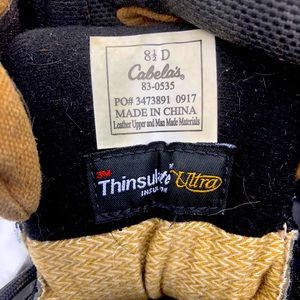 8½ D
Cabela's
83-0535
PO# 3473891 0917
MADE IN CHINA
Leather Upper and Man Made Materials
3M
Thinsulate Ultra
INSULATION